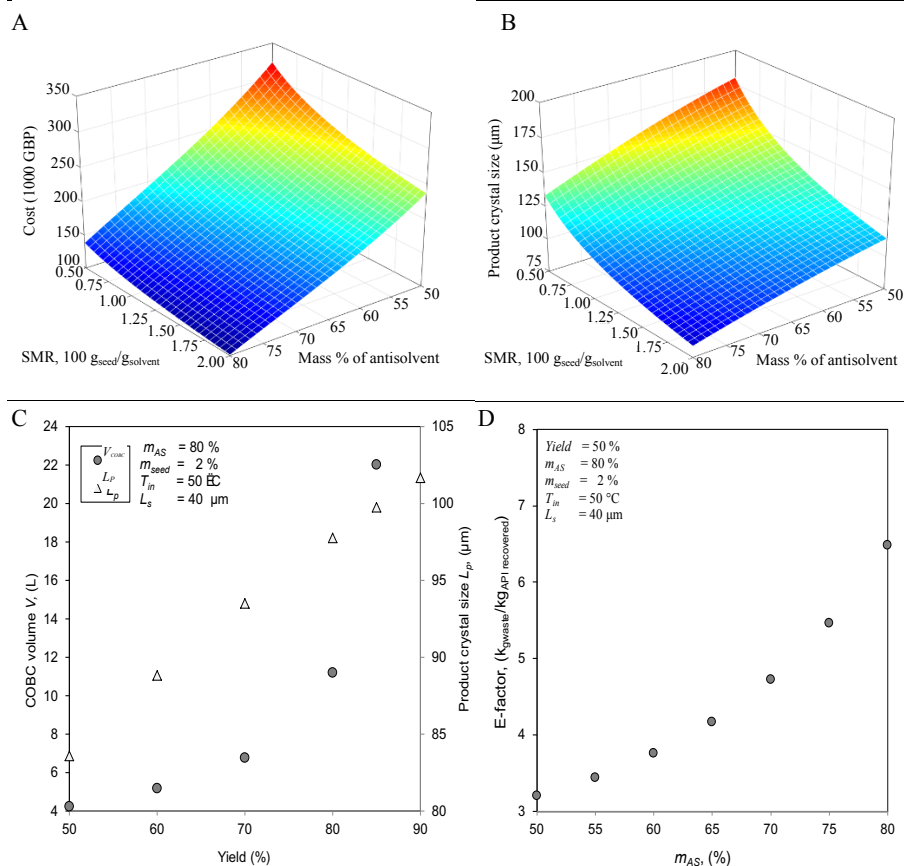 A
350
300
250
200
150
100
Cost (1000 GBP)
0.50
0.75
1.00
1.25
1.50
1.75
2.00
SMR, 100 gseed/gsolvent
50
55
60
65
70
75
80
Mass % of antisolvent
B
200
175
150
125
100
75
Product crystal size (μm)
0.50
0.75
1.00
1.25
1.50
1.75
2.00
SMR, 100 gseed/gsolvent
50
55
60
65
70
75
80
Mass % of antisolvent
C
24
22
20
18
16
14
12
10
8
6
4
COBC volume V, (L)
VCOBC
LP
Lp
mAS = 80 %
mseed = 2 %
Tin = 50 ËC
Ls = 40 μm
105
100
95
90
85
80
Product crystal size Lp, (μm)
50 60 70 80 90
Yield (%)
D
8
7
6
5
4
3
E-factor, (kgwaste/kgAPI recovered)
Yield = 50 %
mAS = 80 %
mseed = 2 %
Tin = 50 °C
Ls = 40 μm
50 55 60 65 70 75 80
mAS, (%)